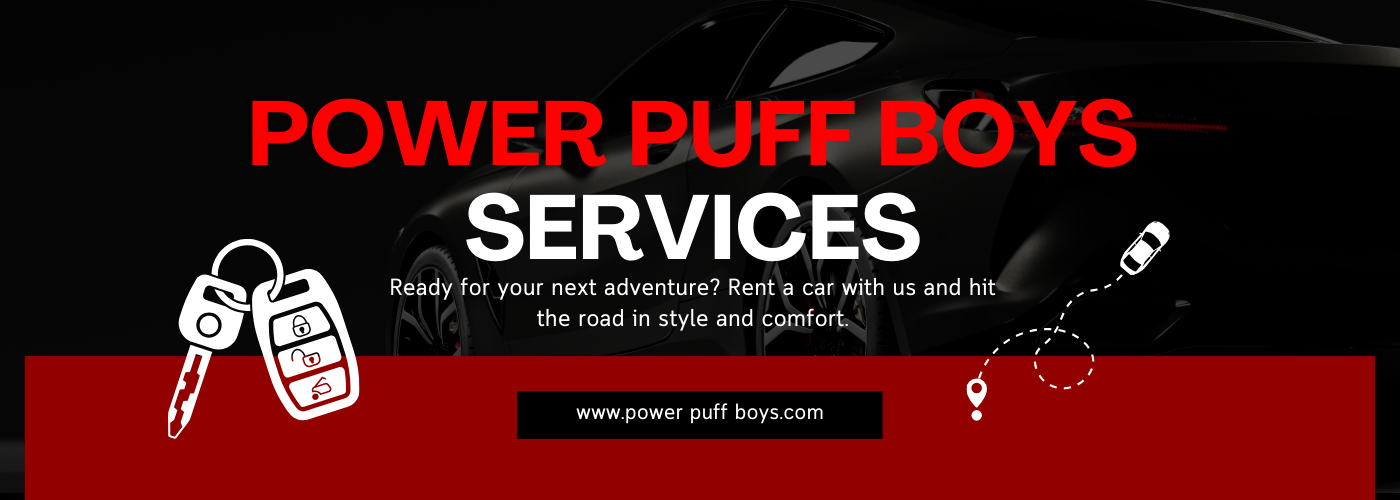 POWER PUFF BOYS
SERVICES
Ready for your next adventure? Rent a car with us and hit
the road in style and comfort.
www.power puff boys.com